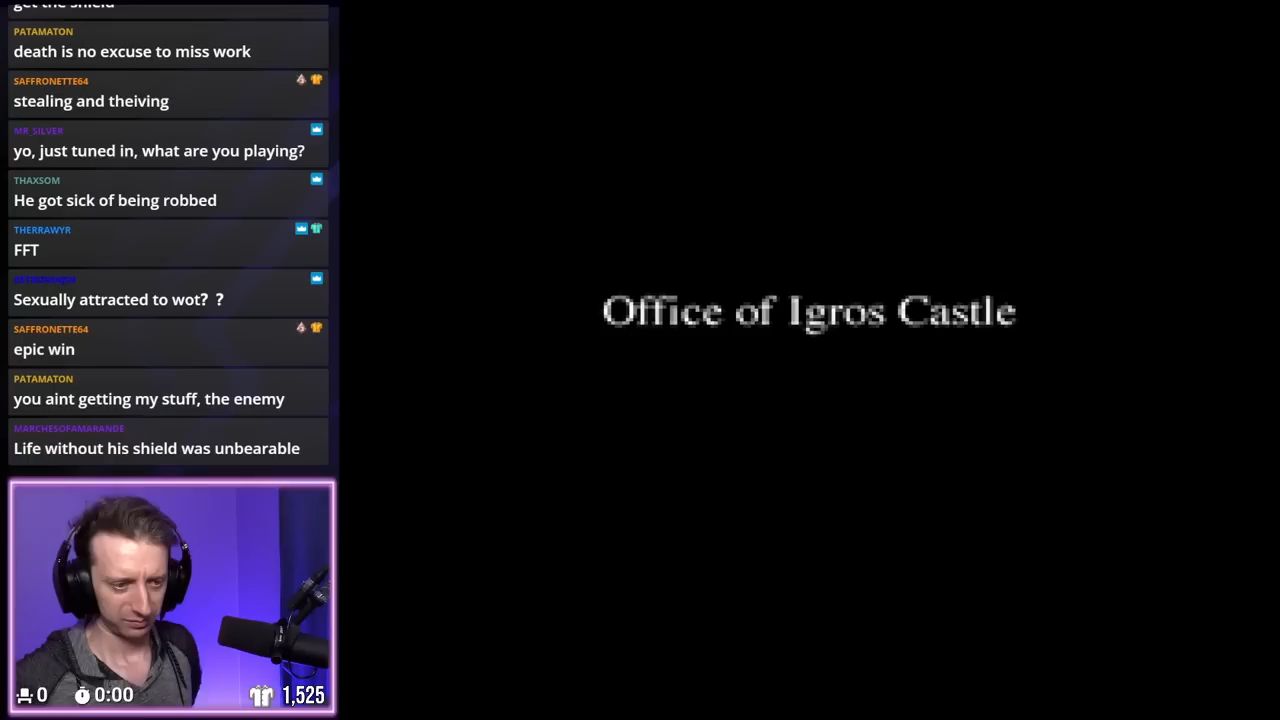 get the shield
PATAMATON
death is no excuse to miss work
SAFFRONETTE64
stealing and theiving
MR_SILVER
yo, just tuned in, what are you playing?
THAXSOM
He got sick of being robbed
THERRAWYR
FFT
Sexually attracted to wot? ?
SAFFRONETTE64
epic win
PATAMATON
you aint getting my stuff, the enemy
MARCHESOFAMARANDE
Life without his shield was unbearable
0 0:00 1,525
Office of Igros Castle